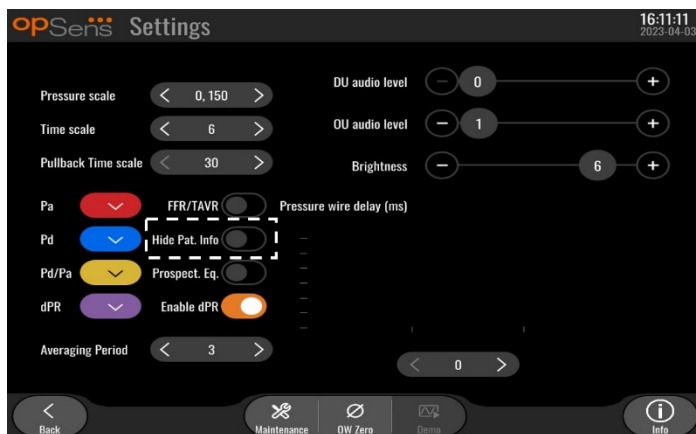 opSens Settings
16:11:11
2023-04-03
Pressure scale < 0, 150 >
Time scale < 6 >
Pullback Time scale < 30 >
DU audio level - 0 +
OU audio level - 1 +
Brightness - 6 +
Pa FFR/TAVR Pressure wire delay (ms)
Pd Hide Pat. Info
Pd/Pa Prospect. Eq.
dPR Enable dPR
Averaging Period < 3 >
< 0 >
Back Maintenance OW Zero Demo Info